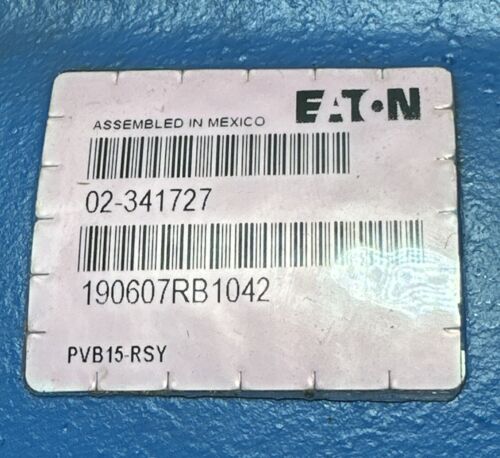 EATON
ASSEMBLED IN MEXICO
02-341727
190607RB1042
PVB15-RSY